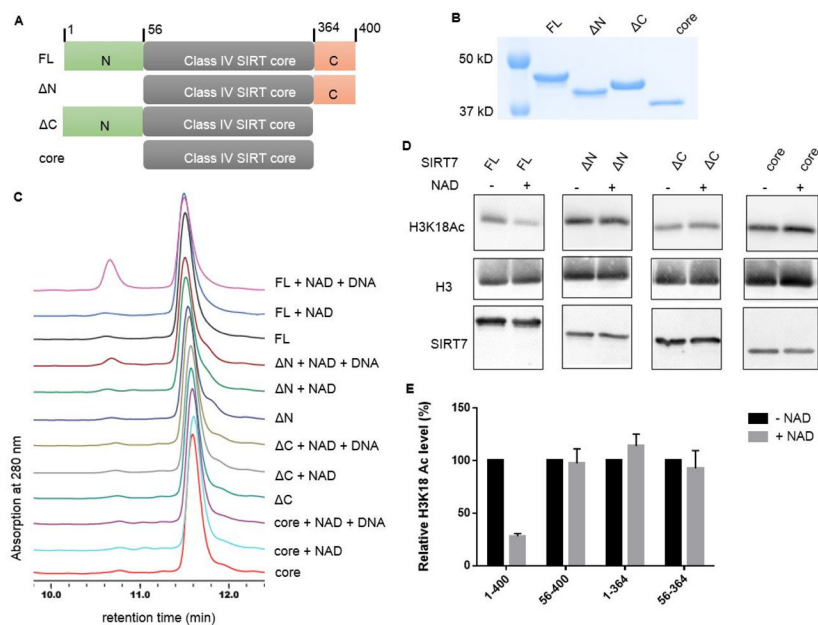 A
1 56 364 400
FL N Class IV SIRT core C
ΔN Class IV SIRT core C
ΔC N Class IV SIRT core
core Class IV SIRT core
B
FL ΔN ΔC core
50 kD
37 kD
C
FL + NAD + DNA
FL + NAD
FL
ΔN + NAD + DNA
ΔN + NAD
ΔN
ΔC + NAD + DNA
ΔC + NAD
ΔC
core + NAD + DNA
core + NAD
core
Absorption at 280 nm
10.0 11.0 12.0
retention time (min)
D
SIRT7 FL FL ΔN ΔN ΔC ΔC core core
NAD - + - + - + - +
H3K18Ac
H3
SIRT7
E
Relative H3K18 Ac level (%)
150
100
50
0
1-400 56-400 1-364 56-364
- NAD
+ NAD